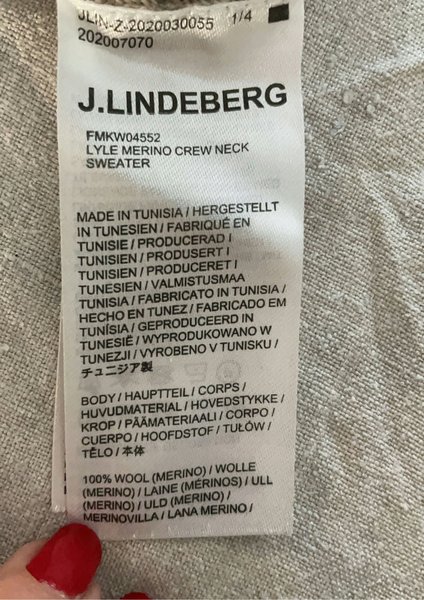 JLIN-Z-2020030055 1/4
202007070
J.LINDEBERG
FMKW04552
LYLE MERINO CREW NECK
SWEATER
MADE IN TUNISIA / HERGESTELLT
IN TUNESIEN / FABRIQUÉ EN
TUNISIE / PRODUCERAD I
TUNISIEN / PRODUSERT I
TUNISIEN / PRODUCERET I
TUNESIEN / VALMISTUSMAA
TUNISIA / FABBRICATO IN TUNISIA /
HECHO EN TUNEZ / FABRICADO EM
TUNÍSIA / GEPRODUCEERD IN
TUNESIË / WYPRODUKOWANO W
TUNEZJI / VYROBENO V TUNISKU /
チュニジア製
BODY / HAUPTTEIL / CORPS /
HUVUDMATERIAL / HOVEDSTYKKE /
KROP / PÄÄMATERIAALI / CORPO /
CUERPO / HOOFDSTOF / TUŁÓW /
TĚLO / 本体
100% WOOL (MERINO) / WOLLE
(MERINO) / LAINE (MÉRINOS) / ULL
(MERINO) / ULD (MERINO) /
MERINOVILLA / LANA MERINO /